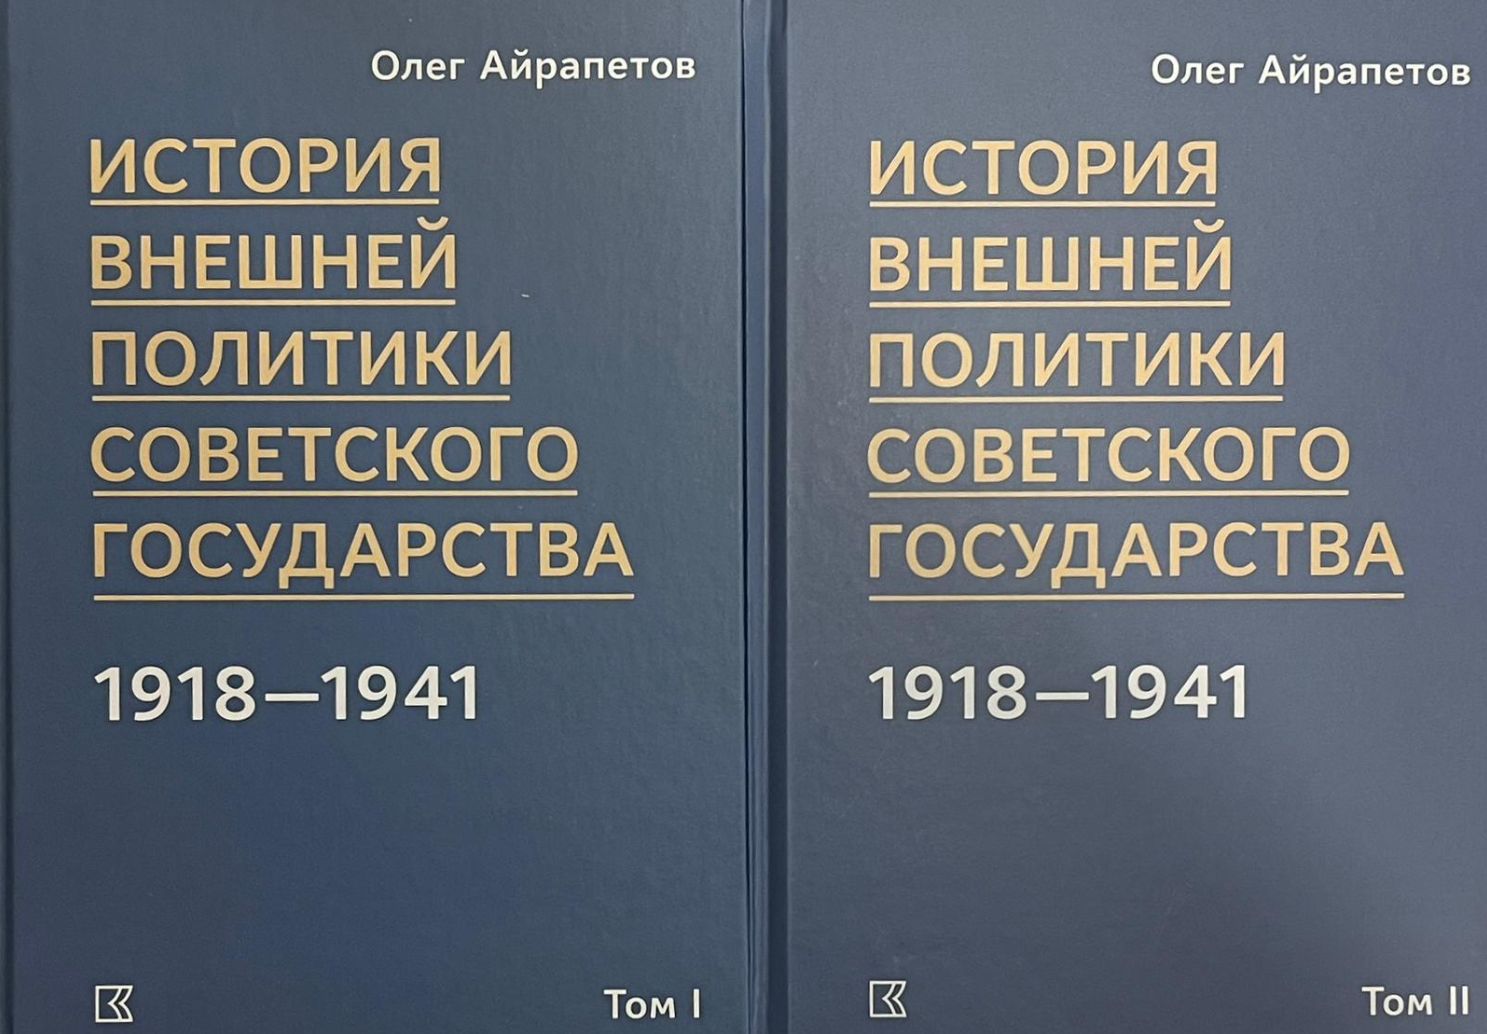 Олег Айрапетов
ИСТОРИЯ
ВНЕШНЕЙ
ПОЛИТИКИ
СОВЕТСКОГО
ГОСУДАРСТВА
1918—1941
Том I
Олег Айрапетов
ИСТОРИЯ
ВНЕШНЕЙ
ПОЛИТИКИ
СОВЕТСКОГО
ГОСУДАРСТВА
1918—1941
Том II